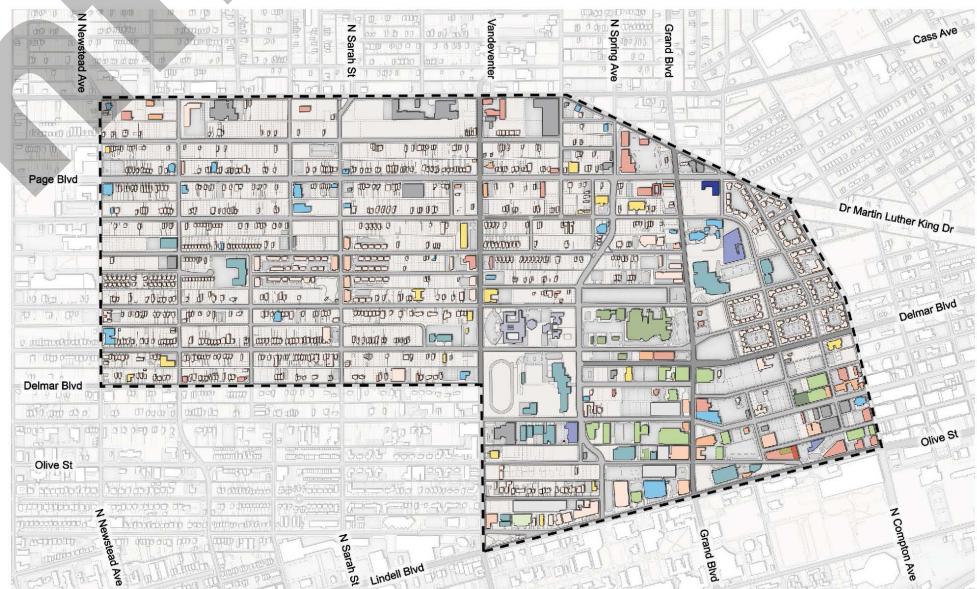 N Newstead Ave
N Sarah St
Vandeventer
N Spring Ave
Grand Blvd
Cass Ave
Page Blvd
Dr Martin Luther King Dr
Delmar Blvd
Delmar Blvd
Olive St
Olive St
N Newstead Ave
N Sarah St
Lindell Blvd
Grand Blvd
N Compton Ave